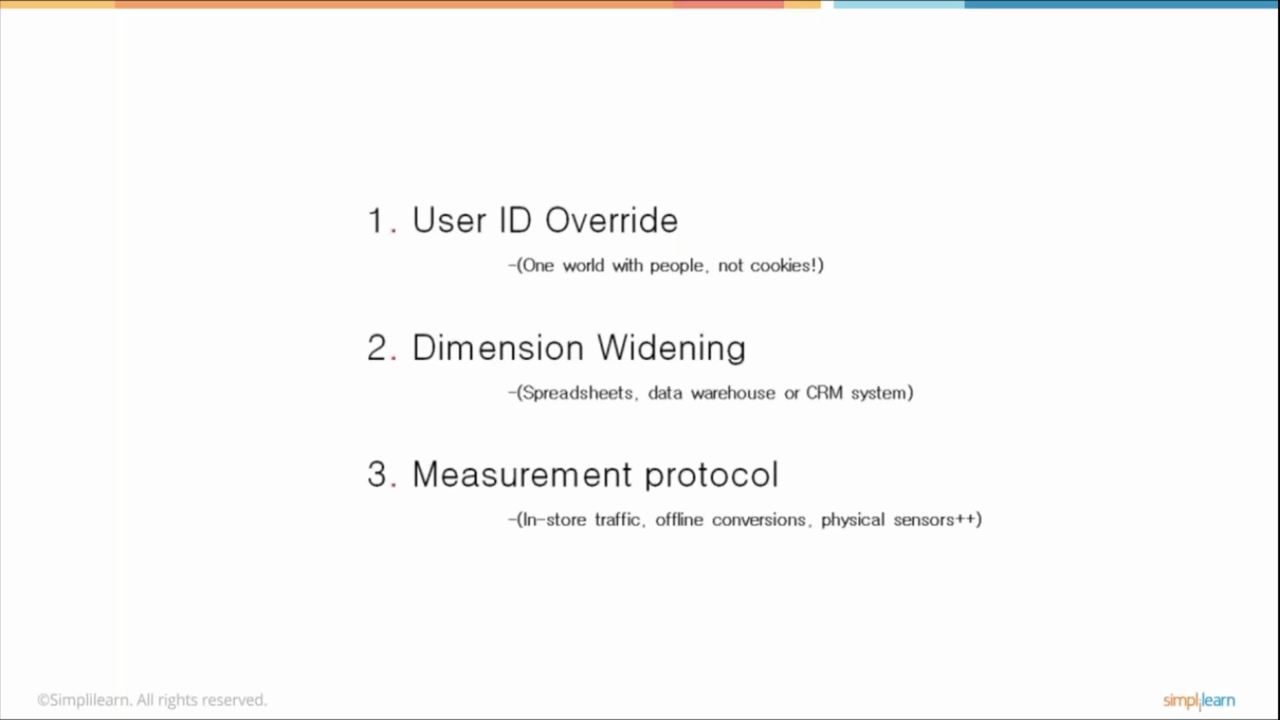 1. User ID Override
-(One world with people, not cookies!)
2. Dimension Widening
-(Spreadsheets, data warehouse or CRM system)
3. Measurement protocol
-(In-store traffic, offline conversions, physical sensors++)
©Simplilearn. All rights reserved.
simplilearn